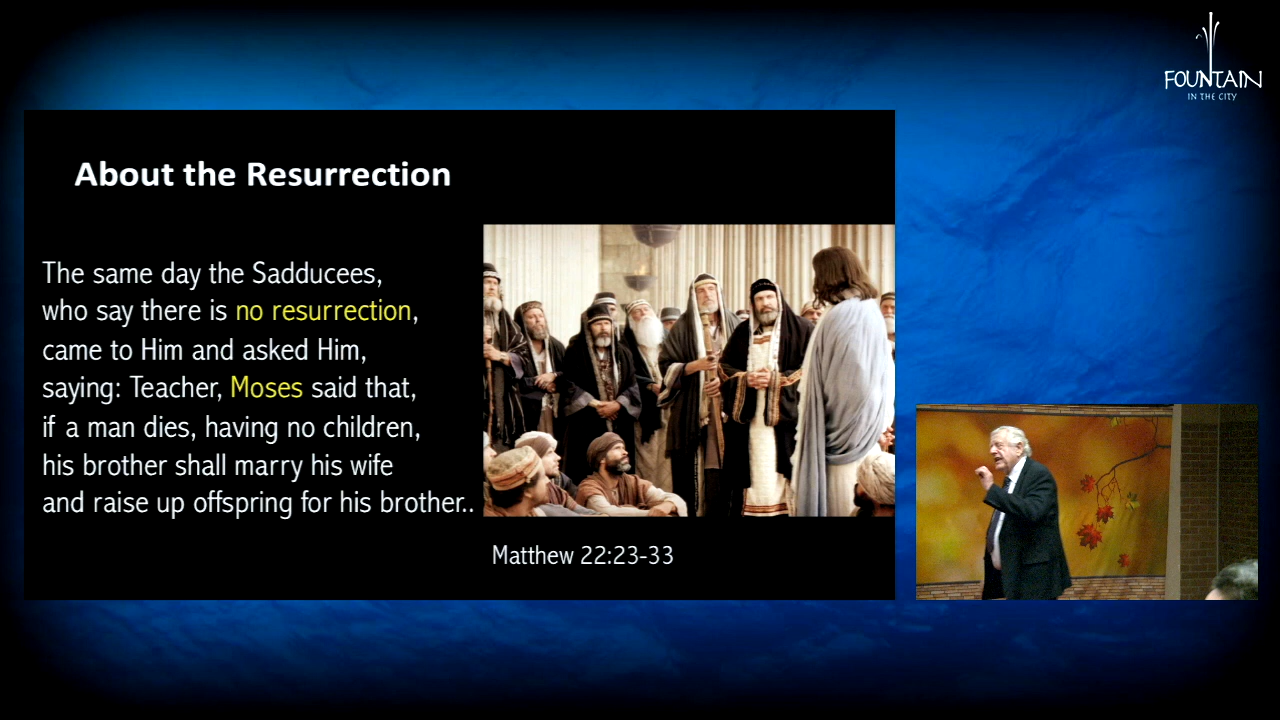 FOUNTAIN
IN THE CITY
About the Resurrection
The same day the Sadducees,
who say there is no resurrection,
came to Him and asked Him,
saying: Teacher, Moses said that,
if a man dies, having no children,
his brother shall marry his wife
and raise up offspring for his brother..
Matthew 22:23-33